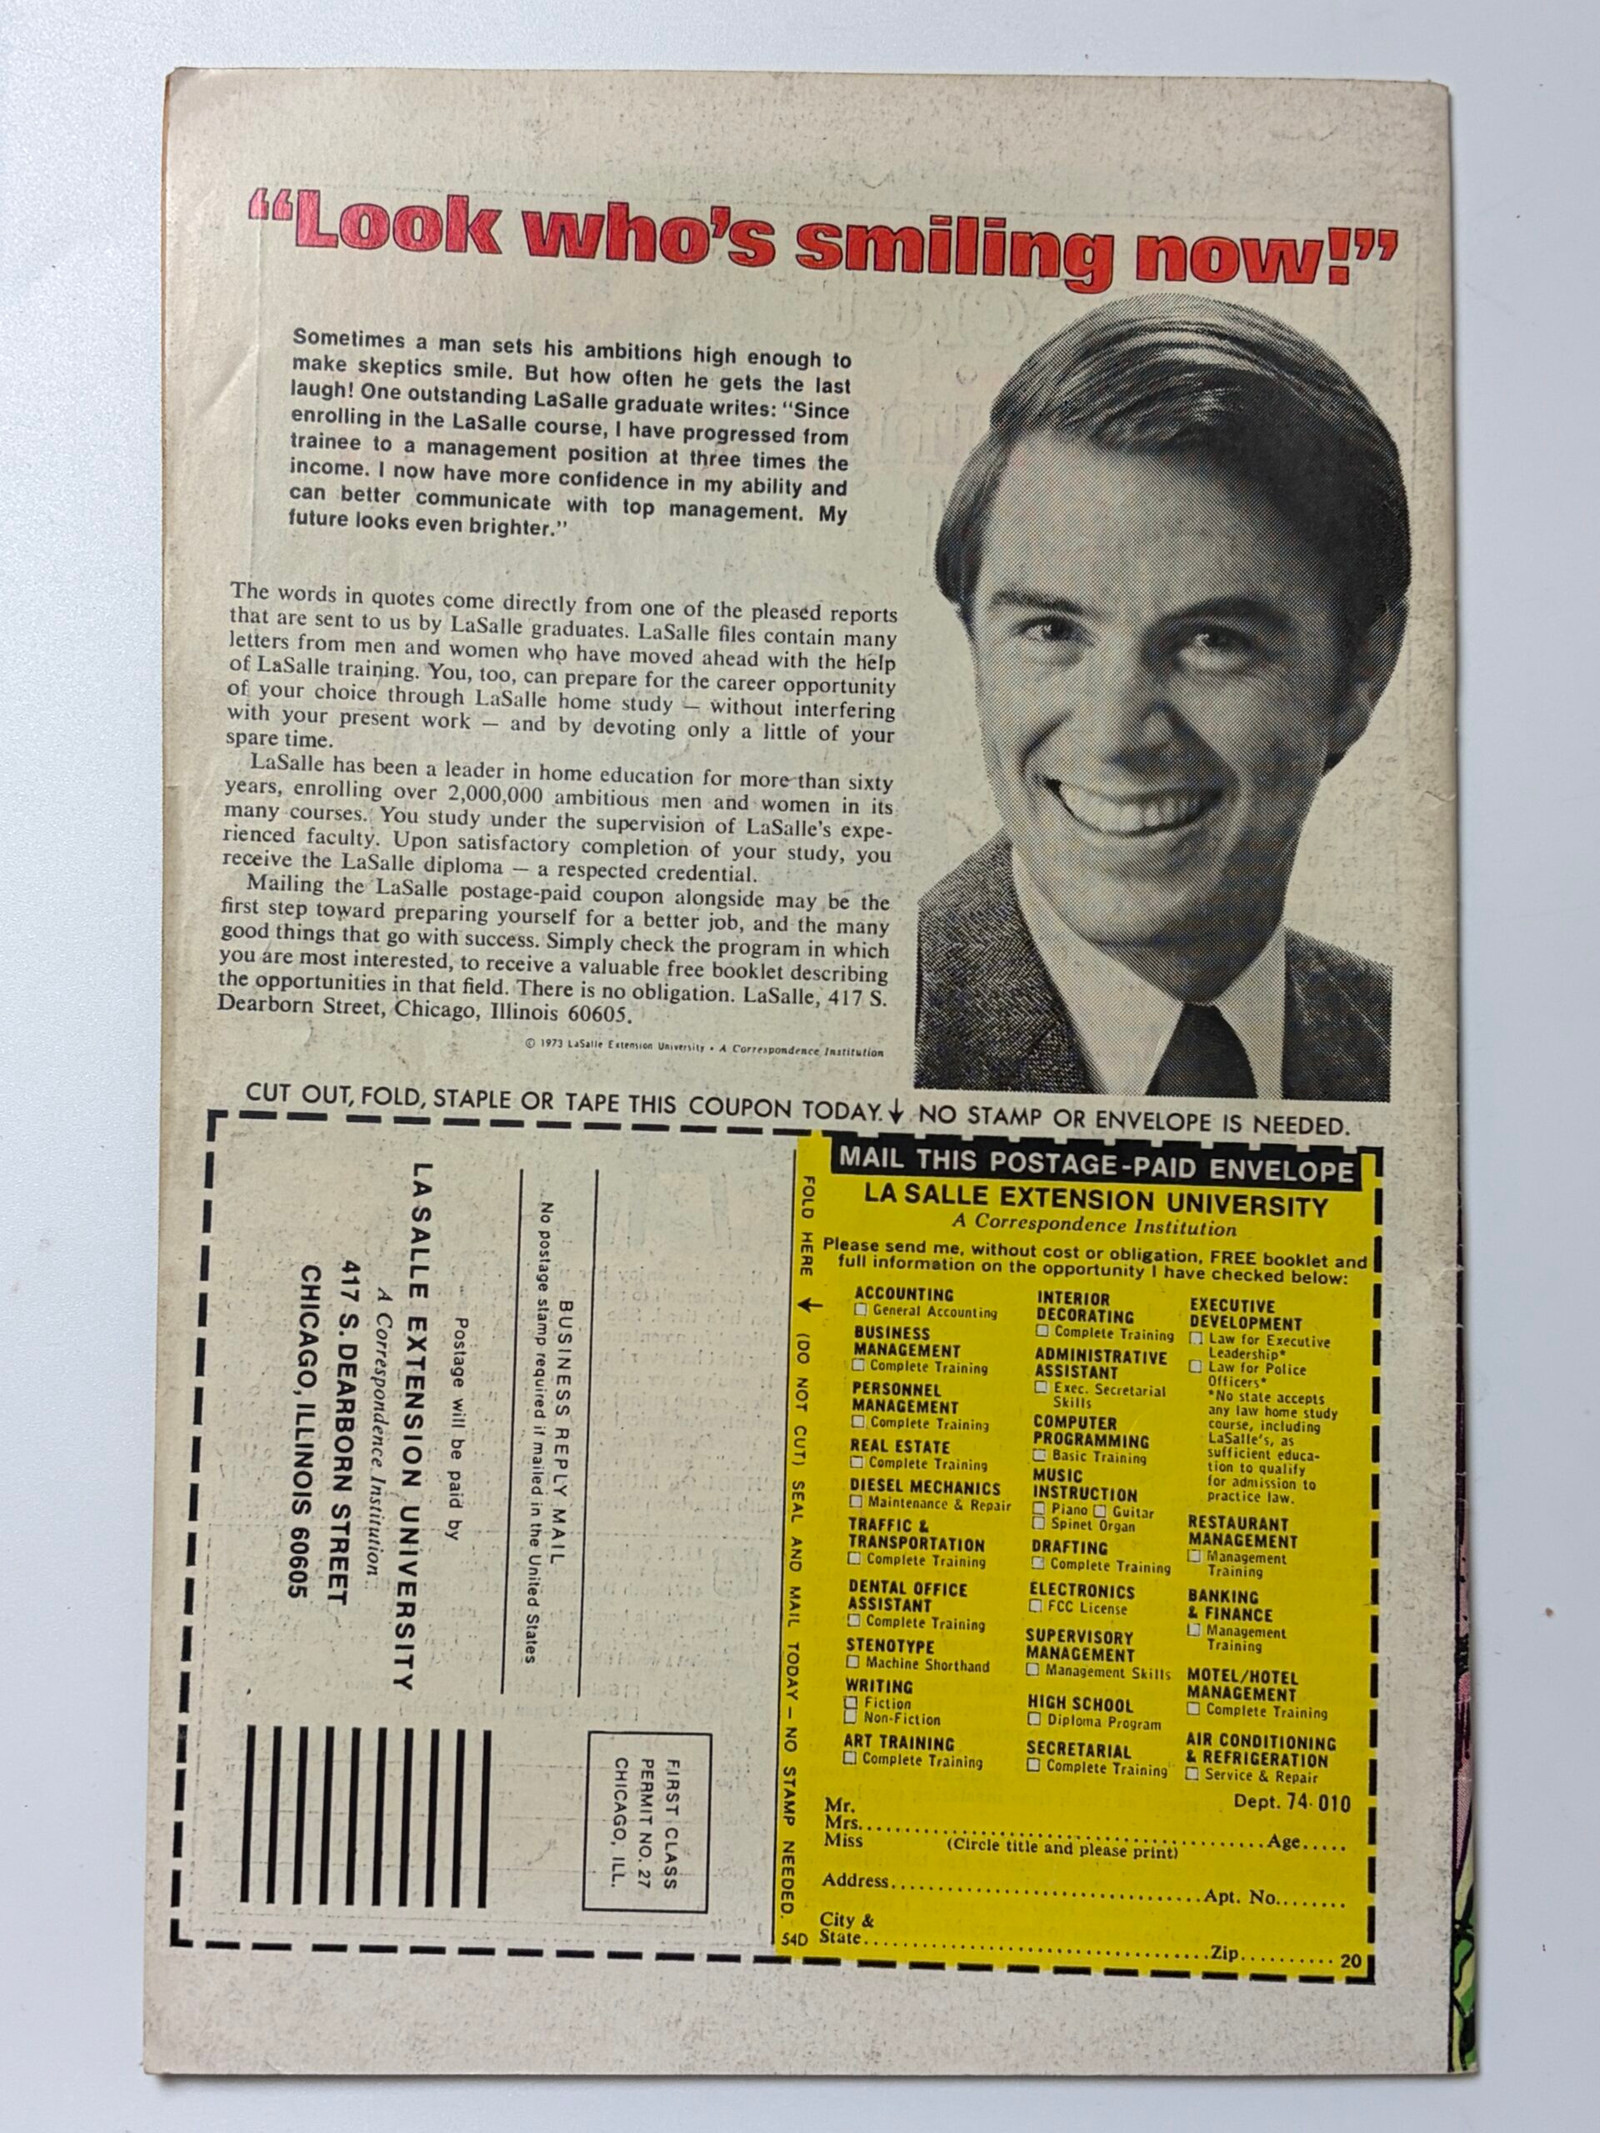 “Look who’s smiling now!”
Sometimes a man sets his ambitions high enough to
make skeptics smile. But how often he gets the last
laugh! One outstanding LaSalle graduate writes: “Since
enrolling in the LaSalle course, I have progressed from
trainee to a management position at three times the
income. I now have more confidence in my ability and
can better communicate with top management. My
future looks even brighter.”
The words in quotes come directly from one of the pleased reports
that are sent to us by LaSalle graduates. LaSalle files contain many
letters from men and women who have moved ahead with the help
of LaSalle training. You, too, can prepare for the career opportunity
of your choice through LaSalle home study — without interfering
with your present work — and by devoting only a little of your
spare time.
LaSalle has been a leader in home education for more than sixty
years, enrolling over 2,000,000 ambitious men and women in its
many courses. You study under the supervision of LaSalle’s expe-
rienced faculty. Upon satisfactory completion of your study, you
receive the LaSalle diploma — a respected credential.
Mailing the LaSalle postage-paid coupon alongside may be the
first step toward preparing yourself for a better job, and the many
good things that go with success. Simply check the program in which
you are most interested, to receive a valuable free booklet describing
the opportunities in that field. There is no obligation. LaSalle, 417 S.
Dearborn Street, Chicago, Illinois 60605.
© 1973 LaSalle Extension University • A Correspondence Institution
CUT OUT, FOLD, STAPLE OR TAPE THIS COUPON TODAY.↓ NO STAMP OR ENVELOPE IS NEEDED.
FIRST CLASS
PERMIT NO. 27
CHICAGO, ILL.
BUSINESS REPLY MAIL
No postage stamp required if mailed in the United States
Postage will be paid by
LASALLE EXTENSION UNIVERSITY
A Correspondence Institution
417 S. DEARBORN STREET
CHICAGO, ILLINOIS 60605
FOLD HERE ↓ (DO NOT CUT) SEAL AND MAIL TODAY — NO STAMP NEEDED.
54D
MAIL THIS POSTAGE-PAID ENVELOPE
LA SALLE EXTENSION UNIVERSITY
A Correspondence Institution
Please send me, without cost or obligation, FREE booklet and
full information on the opportunity I have checked below:
ACCOUNTING
☐ General Accounting
BUSINESS
MANAGEMENT
☐ Complete Training
PERSONNEL
MANAGEMENT
☐ Complete Training
REAL ESTATE
☐ Complete Training
DIESEL MECHANICS
☐ Maintenance & Repair
TRAFFIC &
TRANSPORTATION
☐ Complete Training
DENTAL OFFICE
ASSISTANT
☐ Complete Training
STENOTYPE
☐ Machine Shorthand
WRITING
☐ Fiction
☐ Non-Fiction
ART TRAINING
☐ Complete Training
INTERIOR
DECORATING
☐ Complete Training
ADMINISTRATIVE
ASSISTANT
☐ Exec. Secretarial
Skills
COMPUTER
PROGRAMMING
☐ Basic Training
MUSIC
INSTRUCTION
☐ Piano ☐ Guitar
☐ Spinet Organ
DRAFTING
☐ Complete Training
ELECTRONICS
☐ FCC License
SUPERVISORY
MANAGEMENT
☐ Management Skills
HIGH SCHOOL
☐ Diploma Program
SECRETARIAL
☐ Complete Training
EXECUTIVE
DEVELOPMENT
☐ Law for Executive
Leadership*
☐ Law for Police
Officers*
*No state accepts
any law home study
course, including
LaSalle’s, as
sufficient educa-
tion to qualify
for admission to
practice law.
RESTAURANT
MANAGEMENT
☐ Management
Training
BANKING
& FINANCE
☐ Management
Training
MOTEL/HOTEL
MANAGEMENT
☐ Complete Training
AIR CONDITIONING
& REFRIGERATION
☐ Service & Repair
Dept. 74-010
Mr.
Mrs. Age
Miss (Circle title and please print)
Address Apt. No.
City &
State Zip 20